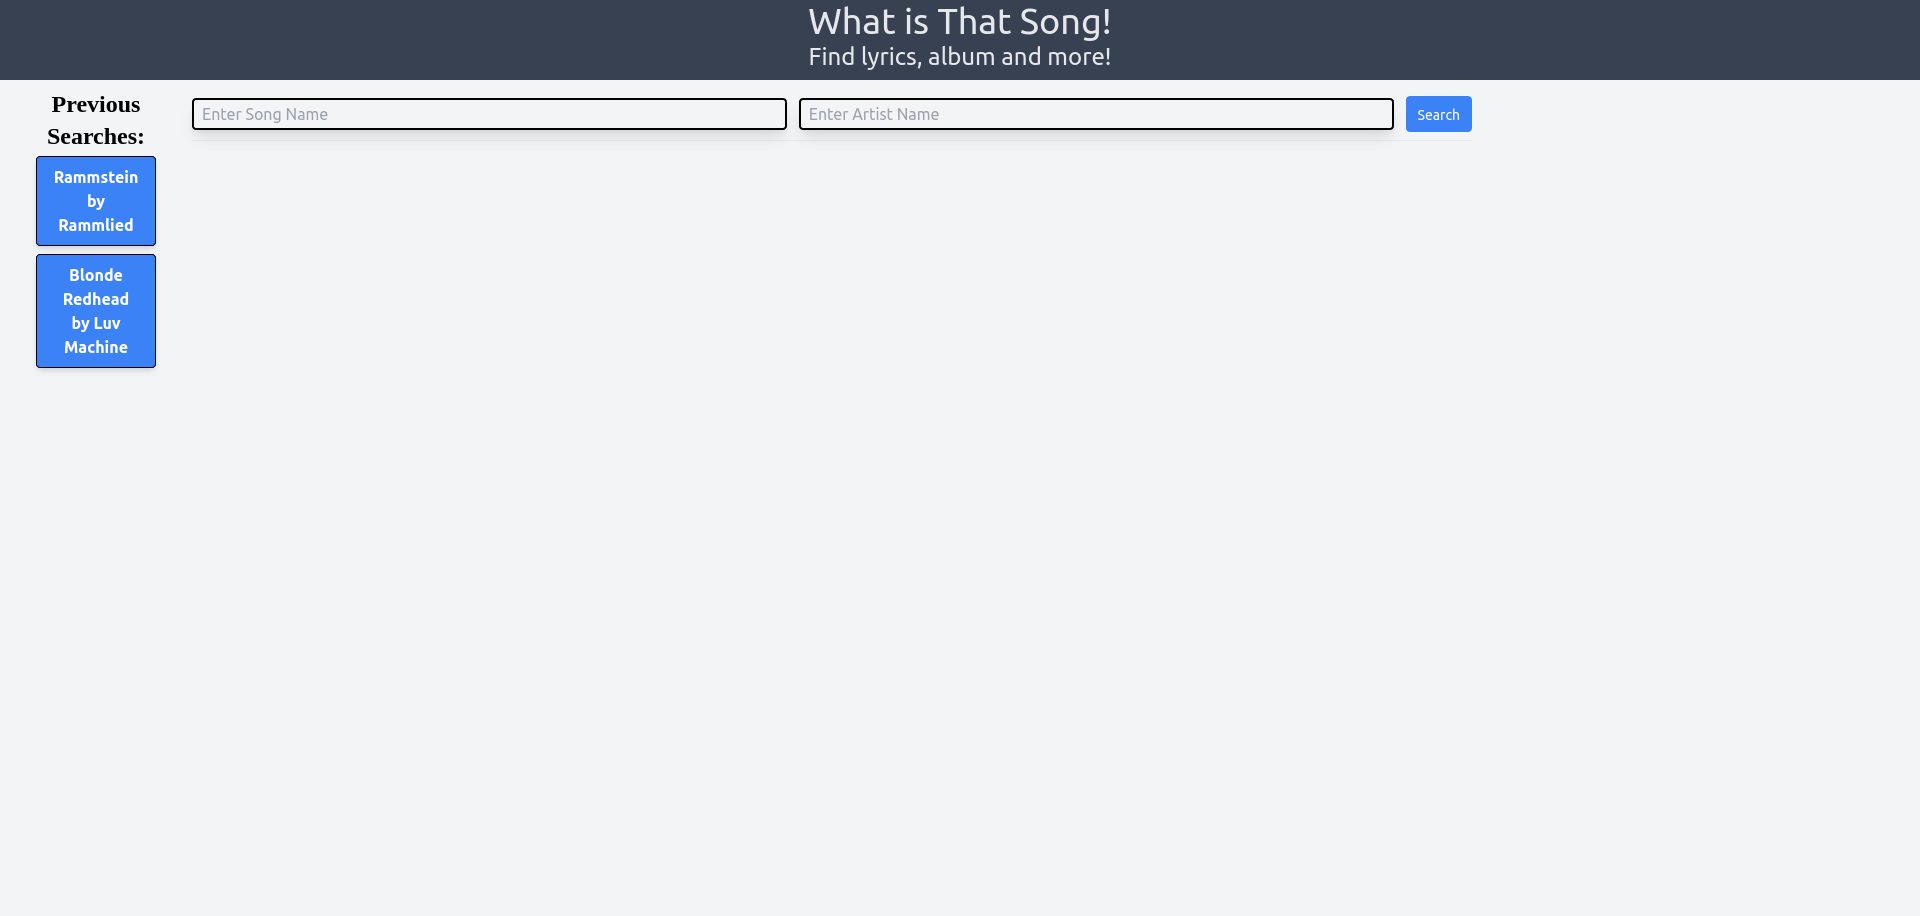 What is That Song!
Find lyrics, album and more!
Previous
Searches:
Enter Song Name
Enter Artist Name
Search
Rammstein
by
Rammlied
Blonde
Redhead
by Luv
Machine